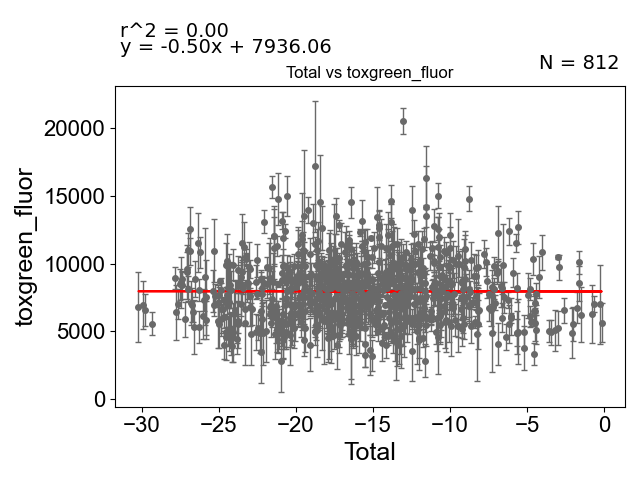 r^2 = 0.00
y = -0.50x + 7936.06
N = 812
Total vs toxgreen_fluor
toxgreen_fluor
20000
15000
10000
5000
0
−30
−25
−20
−15
−10
−5
0
Total